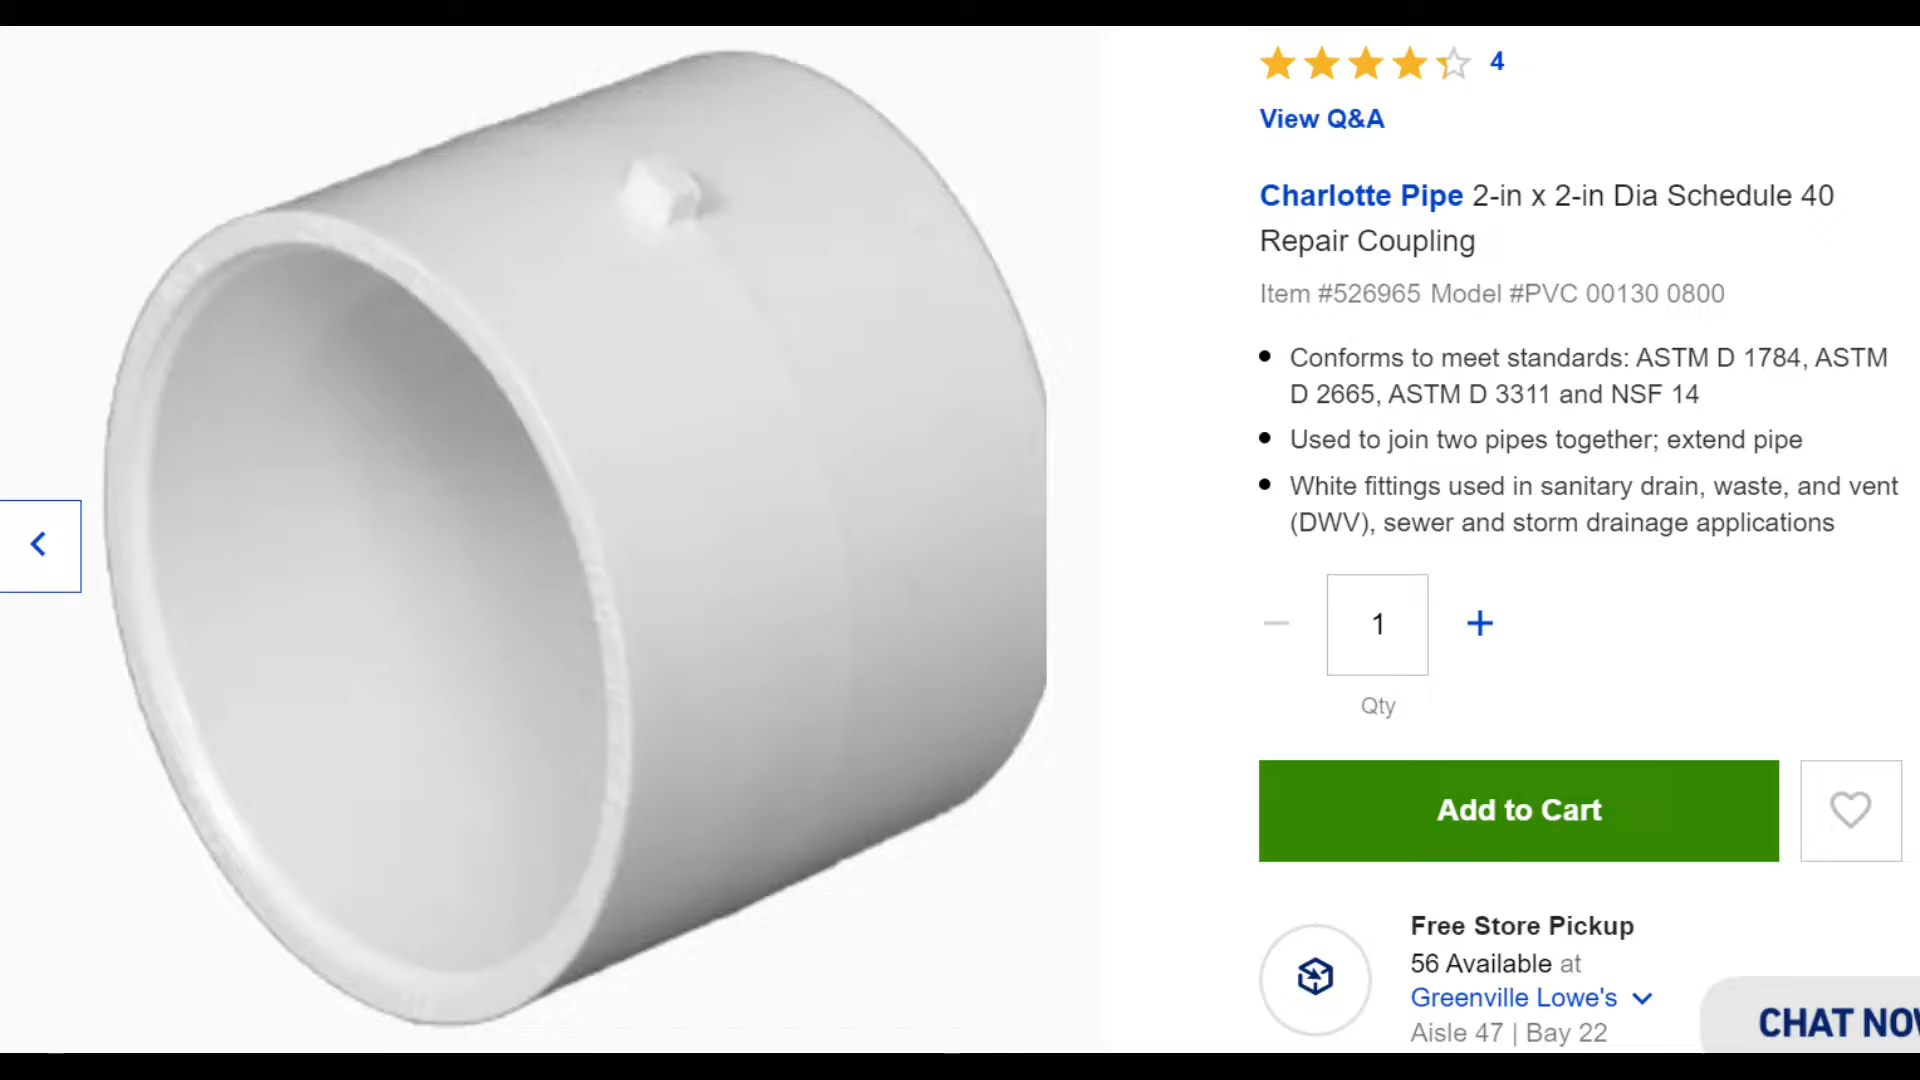 4
View Q&A
Charlotte Pipe 2-in x 2-in Dia Schedule 40
Repair Coupling
Item #526965 Model #PVC 00130 0800
Conforms to meet standards: ASTM D 1784, ASTM
D 2665, ASTM D 3311 and NSF 14
Used to join two pipes together; extend pipe
White fittings used in sanitary drain, waste, and vent
(DWV), sewer and storm drainage applications
1
Qty
Add to Cart
Free Store Pickup
56 Available at
Greenville Lowe's
Aisle 47 | Bay 22
CHAT NOW